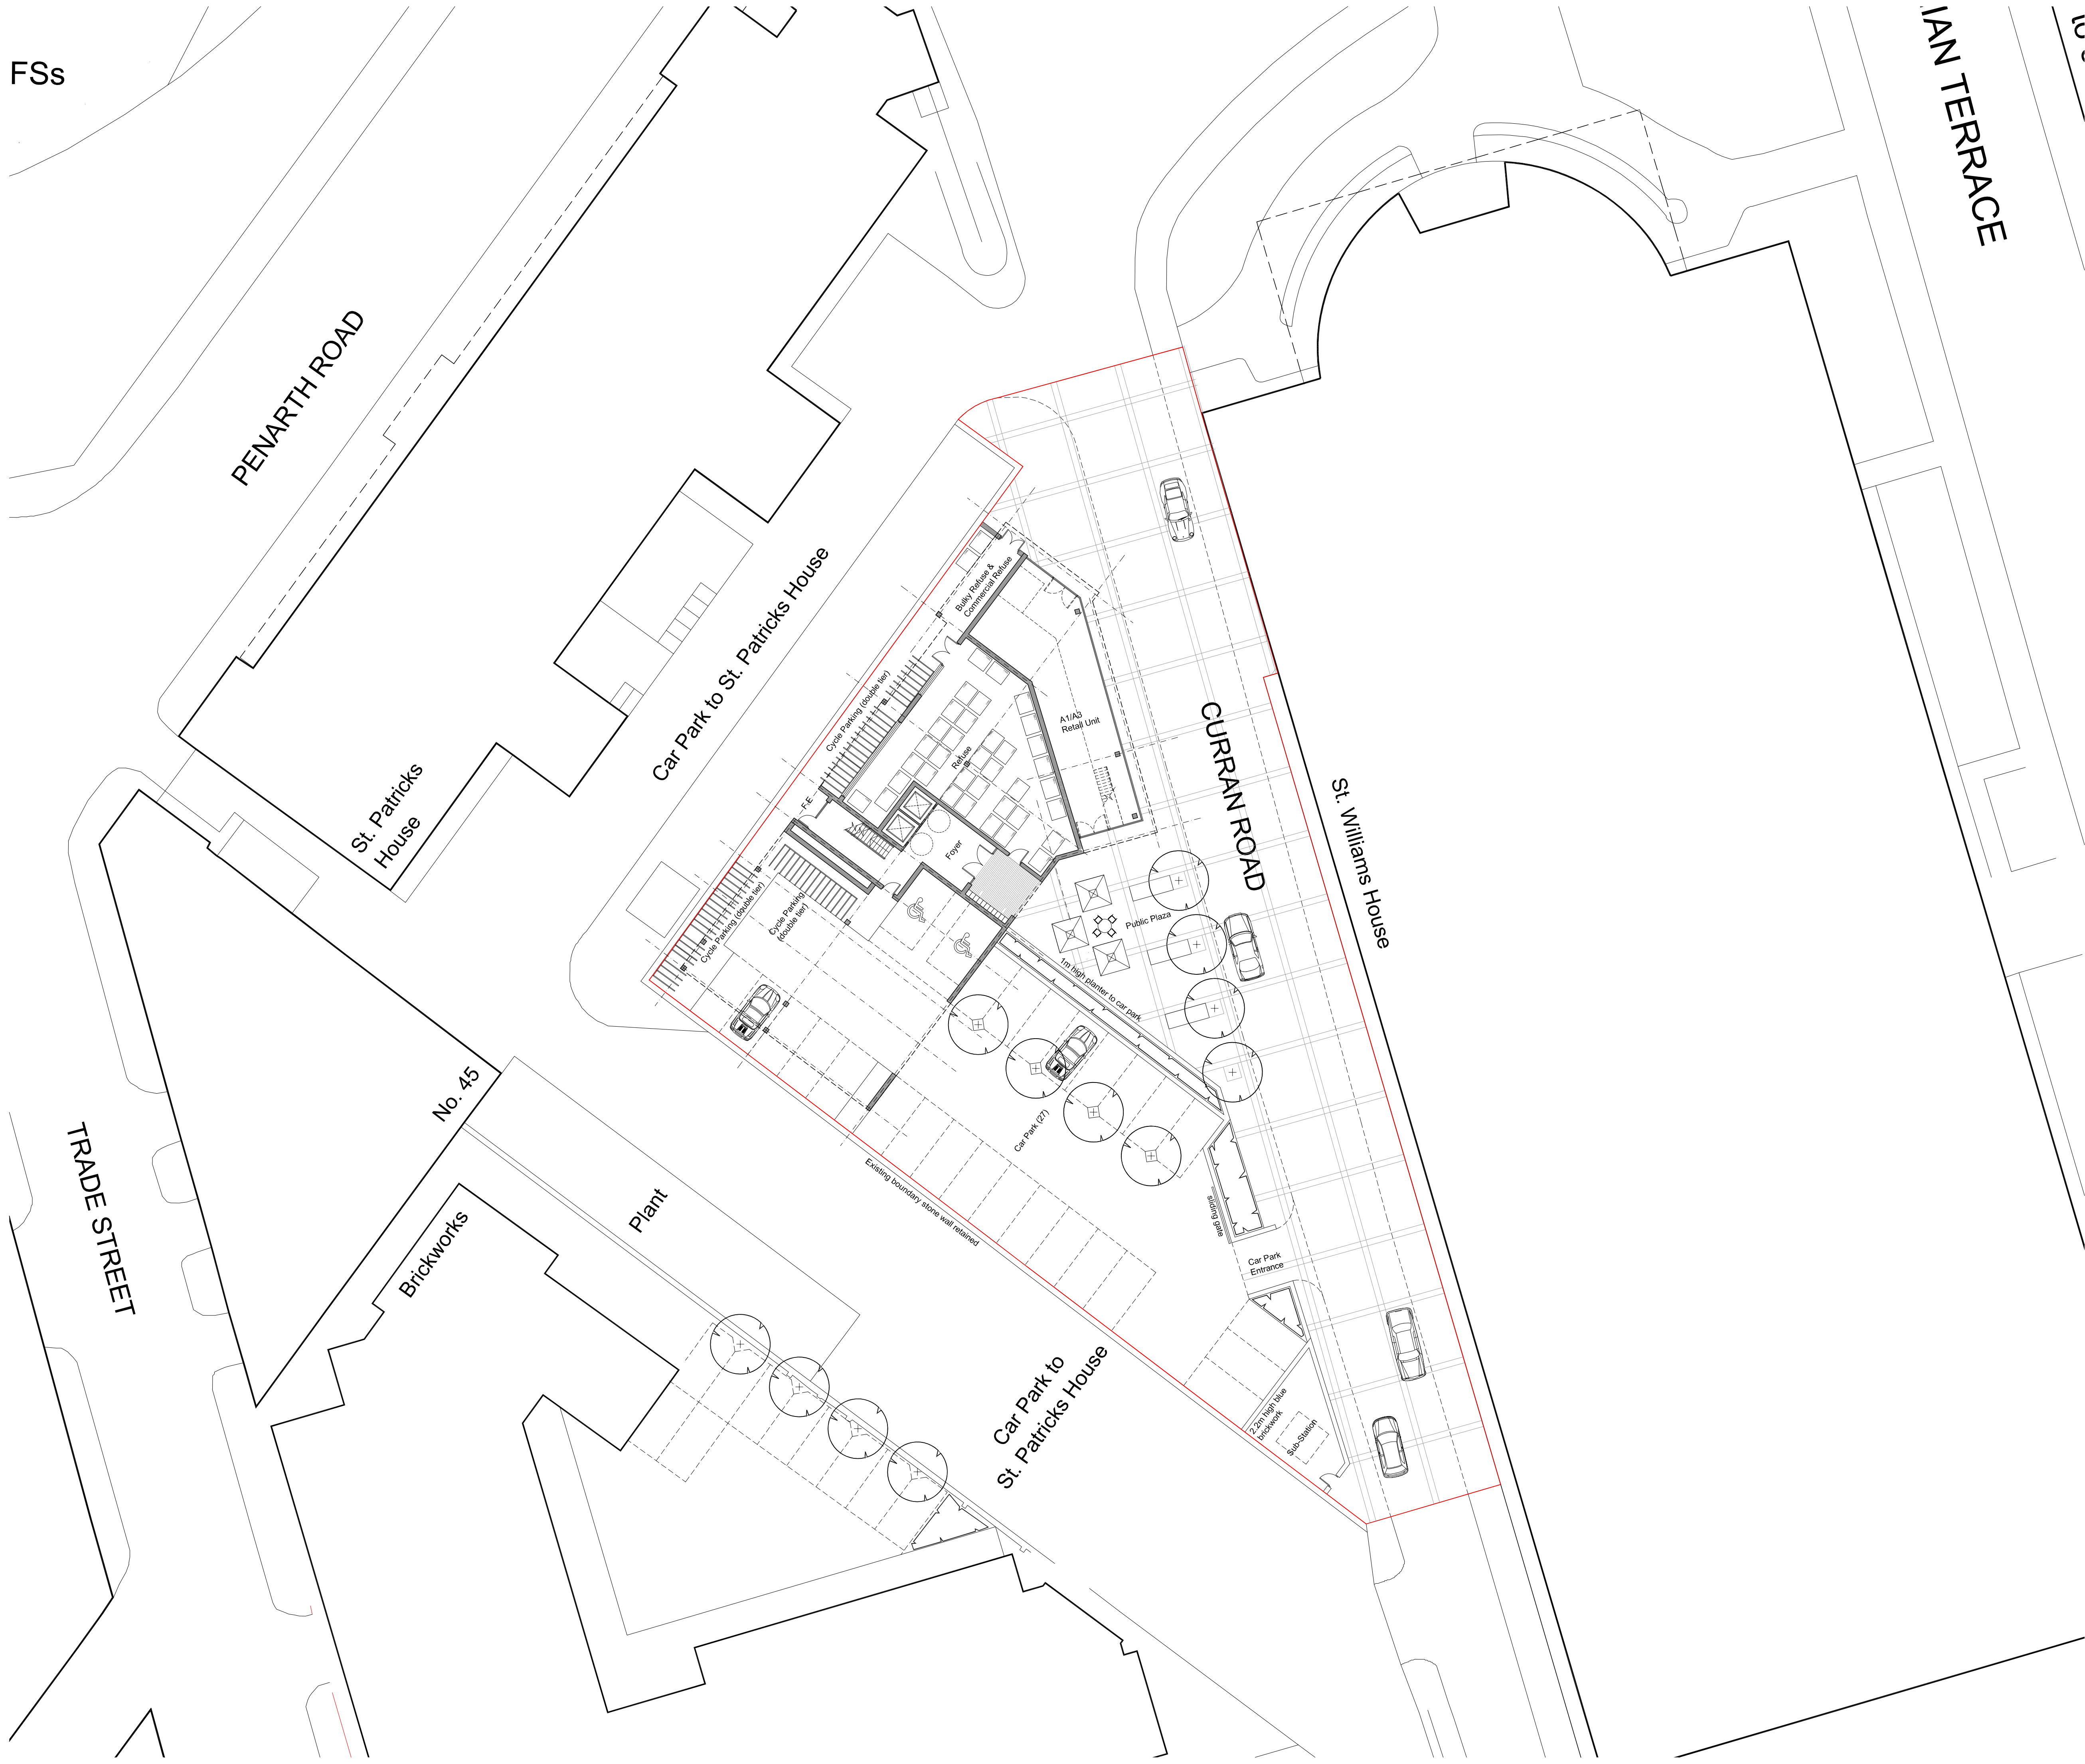 FSs
IAN TERRACE
to
PENARTH ROAD
Bulky Refuse &
Commercial Refuse
Car Park to St. Patricks House
Cycle Parking (double tier)
A1/A3
Retail Unit
Refuse
CURRAN ROAD
St. Williams House
St. Patricks
House
F.E
Foyer
Cycle Parking (double tier)
Cycle Parking
(double tier)
Public Plaza
1m high planter to car park
No. 45
Car Park (27)
TRADE STREET
Existing boundary stone wall retained
Plant
Brickworks
sliding gate
Car Park
Entrance
Car Park to
St. Patricks House
2.2m high blue
brickwork
Sub-Station